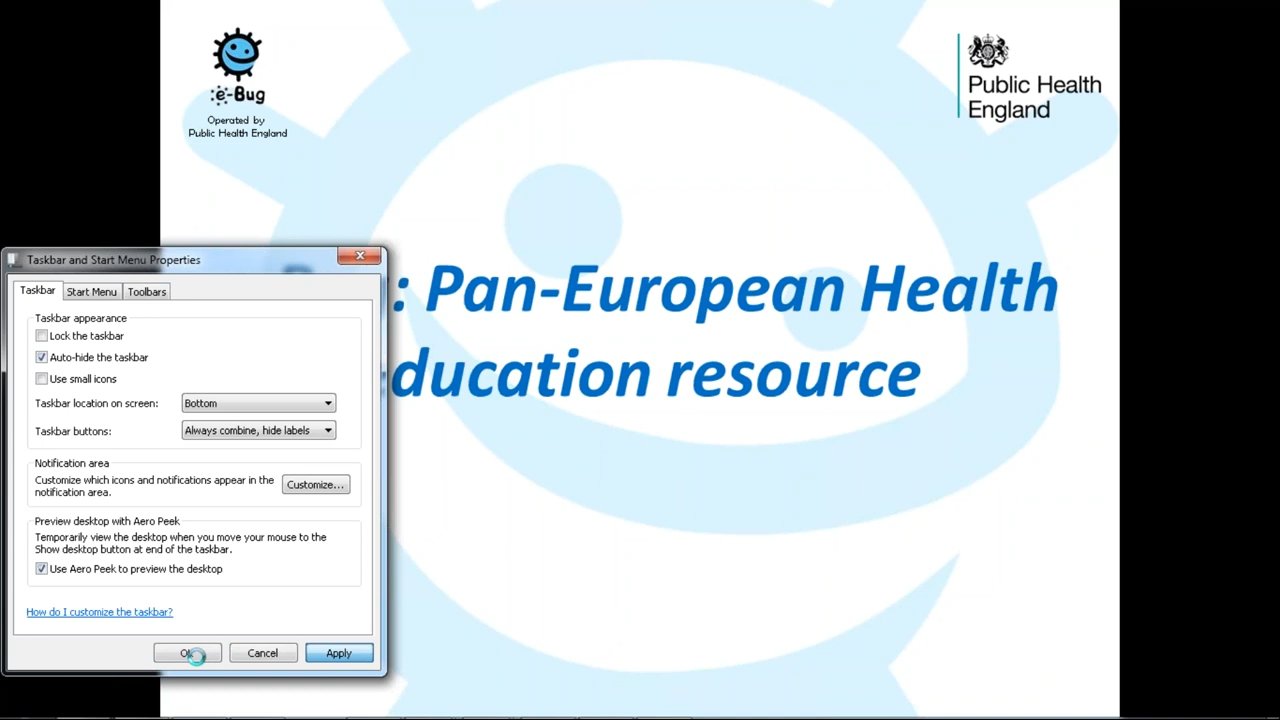 e-Bug
Operated by
Public Health England
Public Health
England
: Pan-European Health
ducation resource
Taskbar and Start Menu Properties
Taskbar
Start Menu
Toolbars
Taskbar appearance
Lock the taskbar
Auto-hide the taskbar
Use small icons
Taskbar location on screen:
Bottom
Taskbar buttons:
Always combine, hide labels
Notification area
Customize which icons and notifications appear in the
notification area.
Customize...
Preview desktop with Aero Peek
Temporarily view the desktop when you move your mouse to the
Show desktop button at end of the taskbar.
Use Aero Peek to preview the desktop
How do I customize the taskbar?
Cancel
Apply